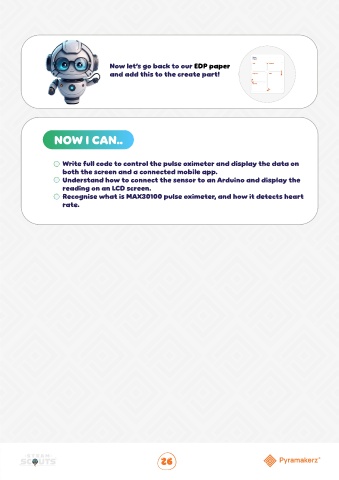 Now let's go back to our EDP paper
and add this to the create part!
NOW I CAN..
Write full code to control the pulse oximeter and display the data on
both the screen and a connected mobile app.
Understand how to connect the sensor to an Arduino and display the
reading on an LCD screen.
Recognise what is MAX30100 pulse oximeter, and how it detects heart
rate.
STEAM
SCOUTS
26
Pyramakerz